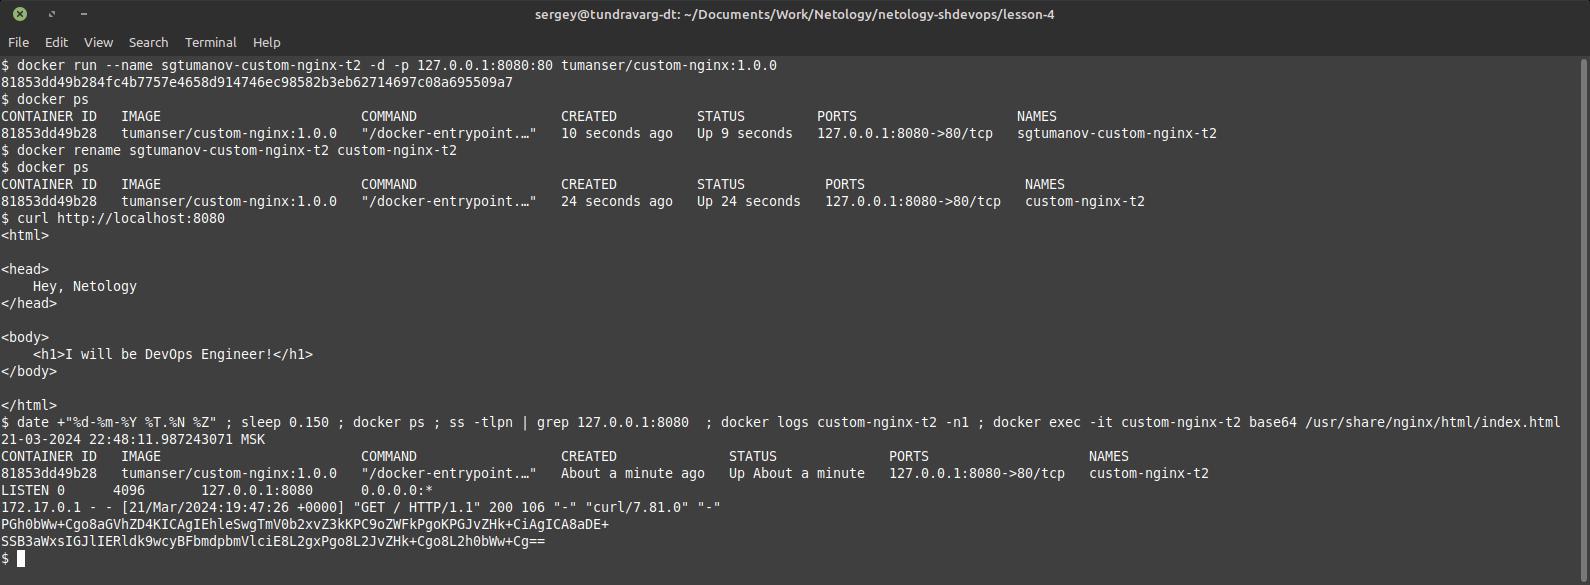 sergey@tundravarg-dt: ~/Documents/Work/Netology/netology-shdevops/lesson-4
File Edit View Search Terminal Help
$ docker run --name sgtumanov-custom-nginx-t2 -d -p 127.0.0.1:8080:80 tumanser/custom-nginx:1.0.0
81853dd49b284fc4b7757e4658d914746ec98582b3eb62714697c08a695509a7
$ docker ps
CONTAINER ID   IMAGE                         COMMAND                  CREATED          STATUS         PORTS                    NAMES
81853dd49b28   tumanser/custom-nginx:1.0.0   "/docker-entrypoint.…"   10 seconds ago   Up 9 seconds   127.0.0.1:8080->80/tcp   sgtumanov-custom-nginx-t2
$ docker rename sgtumanov-custom-nginx-t2 custom-nginx-t2
$ docker ps
CONTAINER ID   IMAGE                         COMMAND                  CREATED          STATUS          PORTS                    NAMES
81853dd49b28   tumanser/custom-nginx:1.0.0   "/docker-entrypoint.…"   24 seconds ago   Up 24 seconds   127.0.0.1:8080->80/tcp   custom-nginx-t2
$ curl http://localhost:8080
<html>

<head>
    Hey, Netology
</head>

<body>
    <h1>I will be DevOps Engineer!</h1>
</body>

</html>
$ date +"%d-%m-%Y %T.%N %Z" ; sleep 0.150 ; docker ps ; ss -tlpn | grep 127.0.0.1:8080  ; docker logs custom-nginx-t2 -n1 ; docker exec -it custom-nginx-t2 base64 /usr/share/nginx/html/index.html
21-03-2024 22:48:11.987243071 MSK
CONTAINER ID   IMAGE                         COMMAND                  CREATED              STATUS              PORTS                    NAMES
81853dd49b28   tumanser/custom-nginx:1.0.0   "/docker-entrypoint.…"   About a minute ago   Up About a minute   127.0.0.1:8080->80/tcp   custom-nginx-t2
LISTEN 0      4096       127.0.0.1:8080      0.0.0.0:*
172.17.0.1 - - [21/Mar/2024:19:47:26 +0000] "GET / HTTP/1.1" 200 106 "-" "curl/7.81.0" "-"
PGh0bWw+Cgo8aGVhZD4KICAgIEhleSwgTmV0b2xvZ3kKPC9oZWFkPgoKPGJvZHk+CiAgICA8aDE+
SSB3aWxsIGJlIERldk9wcyBFbmdpbmVlciE8L2gxPgo8L2JvZHk+Cgo8L2h0bWw+Cg==
$